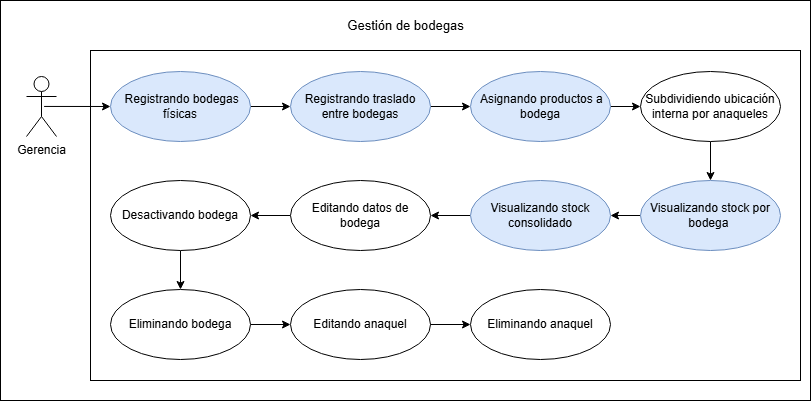 Gestión de bodegas
Gerencia
Registrando bodegas
físicas
Registrando traslado
entre bodegas
Asignando productos a
bodega
Subdividiendo ubicación
interna por anaqueles
Visualizando stock por
bodega
Visualizando stock
consolidado
Editando datos de
bodega
Desactivando bodega
Eliminando bodega
Editando anaquel
Eliminando anaquel